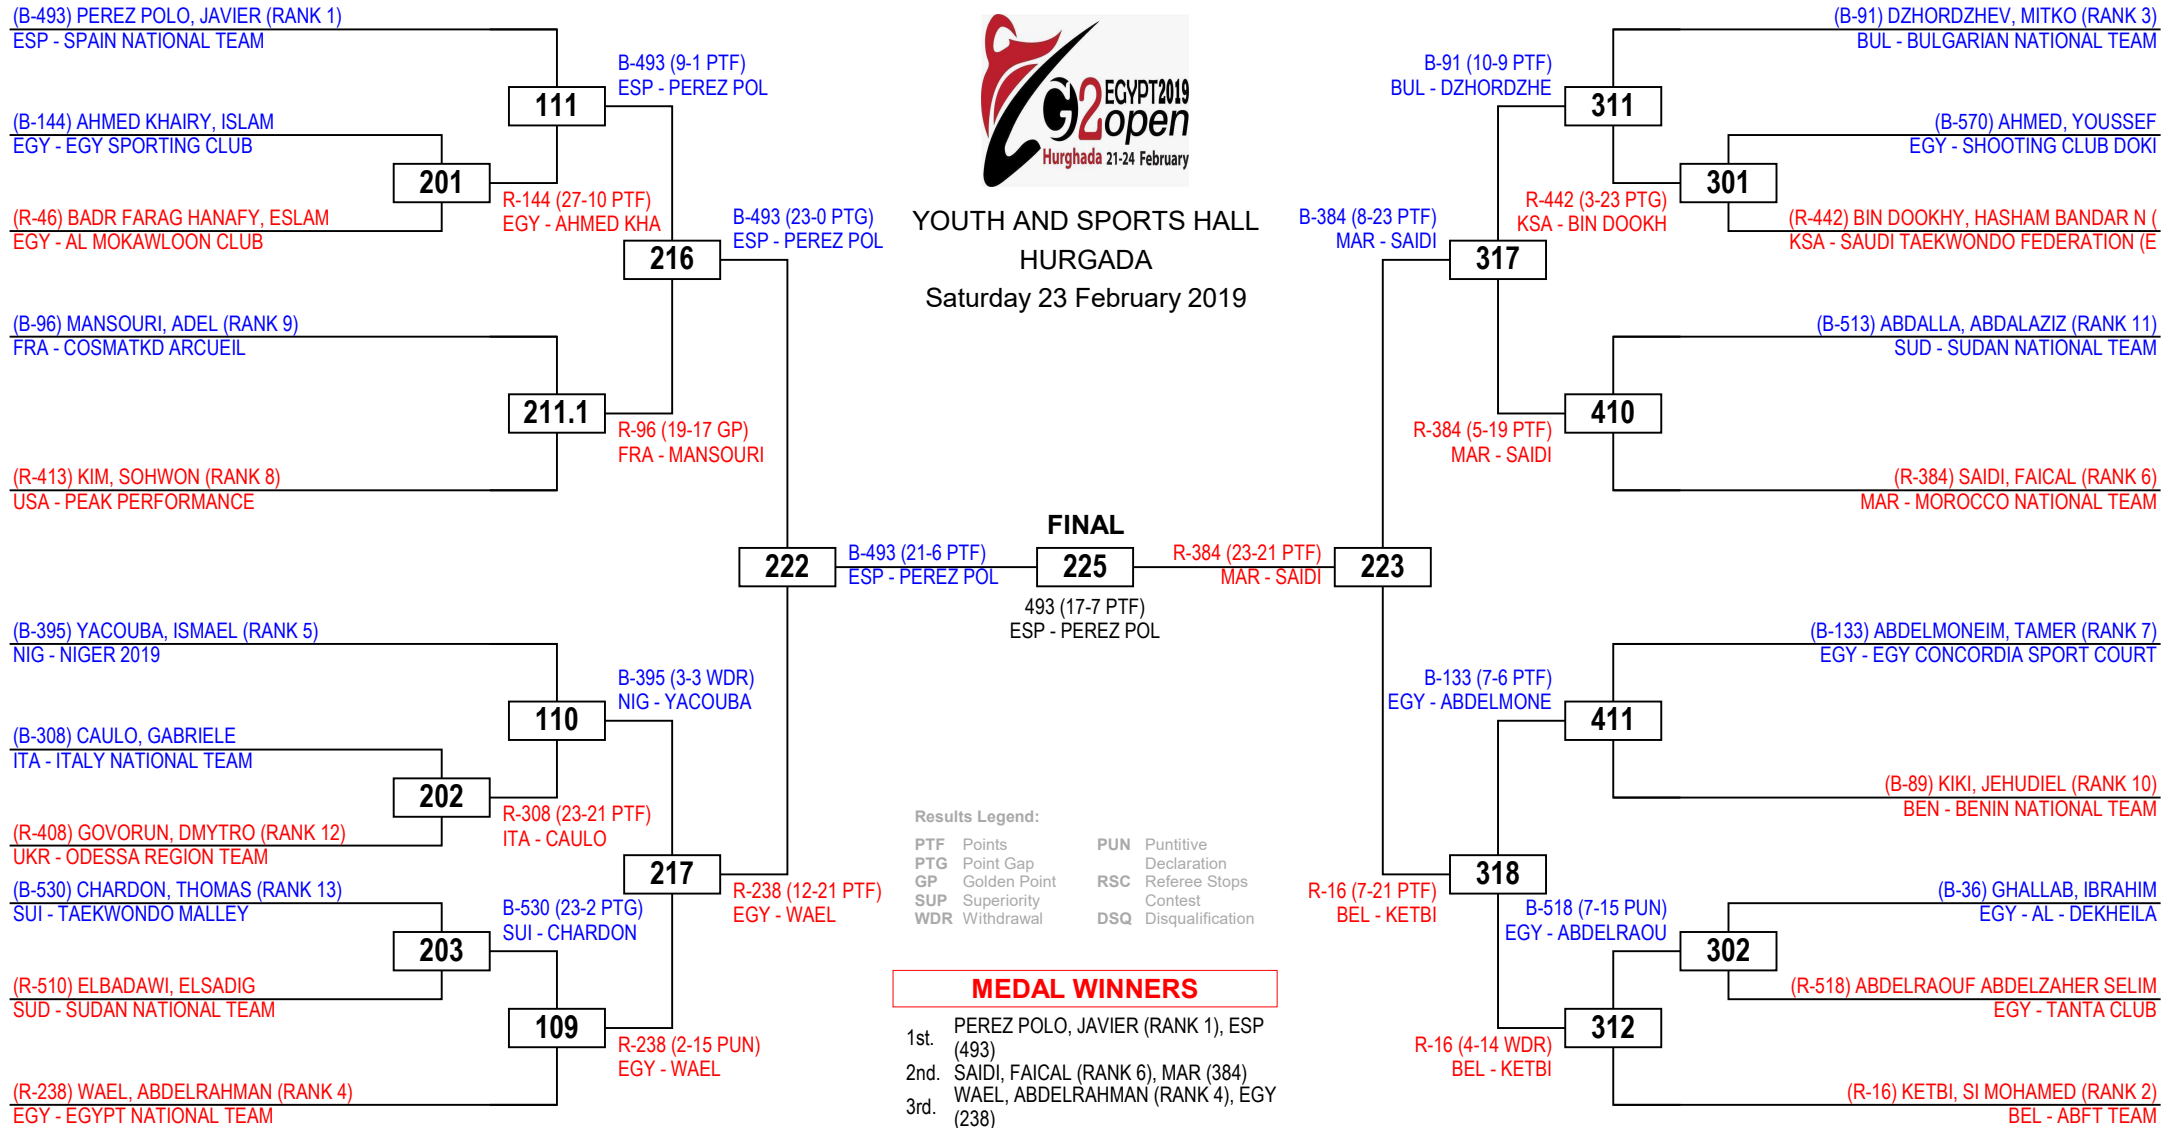 (B-493) PEREZ POLO, JAVIER (RANK 1)
ESP - SPAIN NATIONAL TEAM
(B-144) AHMED KHAIRY, ISLAM
EGY - EGY SPORTING CLUB
(R-46) BADR FARAG HANAFY, ESLAM
EGY - AL MOKAWLOON CLUB
(B-96) MANSOURI, ADEL (RANK 9)
FRA - COSMATKD ARCUEIL
(R-413) KIM, SOHWON (RANK 8)
USA - PEAK PERFORMANCE
(B-395) YACOUBA, ISMAEL (RANK 5)
NIG - NIGER 2019
(B-308) CAULO, GABRIELE
ITA - ITALY NATIONAL TEAM
(R-408) GOVORUN, DMYTRO (RANK 12)
UKR - ODESSA REGION TEAM
(B-530) CHARDON, THOMAS (RANK 13)
SUI - TAEKWONDO MALLEY
(R-510) ELBADAWI, ELSADIG
SUD - SUDAN NATIONAL TEAM
(R-238) WAEL, ABDELRAHMAN (RANK 4)
EGY - EGYPT NATIONAL TEAM
201
R-144 (27-10 PTF)
EGY - AHMED KHA
202
R-308 (23-21 PTF)
ITA - CAULO
203
B-530 (23-2 PTG)
SUI - CHARDON
111
B-493 (9-1 PTF)
ESP - PEREZ POL
211.1
R-96 (19-17 GP)
FRA - MANSOURI
110
B-395 (3-3 WDR)
NIG - YACOUBA
109
R-238 (2-15 PUN)
EGY - WAEL
216
B-493 (23-0 PTG)
ESP - PEREZ POL
217
R-238 (12-21 PTF)
EGY - WAEL
222
B-493 (21-6 PTF)
ESP - PEREZ POL
G2 EGYPT2019
open
Hurghada 21-24 February
YOUTH AND SPORTS HALL
HURGADA
Saturday 23 February 2019
FINAL
225
493 (17-7 PTF)
ESP - PEREZ POL
Results Legend:
PTF Points
PTG Point Gap
GP Golden Point
SUP Superiority
WDR Withdrawal
PUN Puntitive
Declaration
RSC Referee Stops
Contest
DSQ Disqualification
MEDAL WINNERS
1st. PEREZ POLO, JAVIER (RANK 1), ESP
(493)
2nd. SAIDI, FAICAL (RANK 6), MAR (384)
3rd. WAEL, ABDELRAHMAN (RANK 4), EGY
(238)
R-384 (23-21 PTF)
MAR - SAIDI
223
B-384 (8-23 PTF)
MAR - SAIDI
317
R-16 (7-21 PTF)
BEL - KETBI
318
B-91 (10-9 PTF)
BUL - DZHORDZHE
311
R-384 (5-19 PTF)
MAR - SAIDI
410
B-133 (7-6 PTF)
EGY - ABDELMONE
411
R-16 (4-14 WDR)
BEL - KETBI
312
R-442 (3-23 PTG)
KSA - BIN DOOKH
301
B-518 (7-15 PUN)
EGY - ABDELRAOU
302
(B-91) DZHORDZHEV, MITKO (RANK 3)
BUL - BULGARIAN NATIONAL TEAM
(B-570) AHMED, YOUSSEF
EGY - SHOOTING CLUB DOKI
(R-442) BIN DOOKHY, HASHAM BANDAR N (
KSA - SAUDI TAEKWONDO FEDERATION (E
(B-513) ABDALLA, ABDALAZIZ (RANK 11)
SUD - SUDAN NATIONAL TEAM
(R-384) SAIDI, FAICAL (RANK 6)
MAR - MOROCCO NATIONAL TEAM
(B-133) ABDELMONEIM, TAMER (RANK 7)
EGY - EGY CONCORDIA SPORT COURT
(B-89) KIKI, JEHUDIEL (RANK 10)
BEN - BENIN NATIONAL TEAM
(B-36) GHALLAB, IBRAHIM
EGY - AL - DEKHEILA
(R-518) ABDELRAOUF ABDELZAHER SELIM
EGY - TANTA CLUB
(R-16) KETBI, SI MOHAMED (RANK 2)
BEL - ABFT TEAM